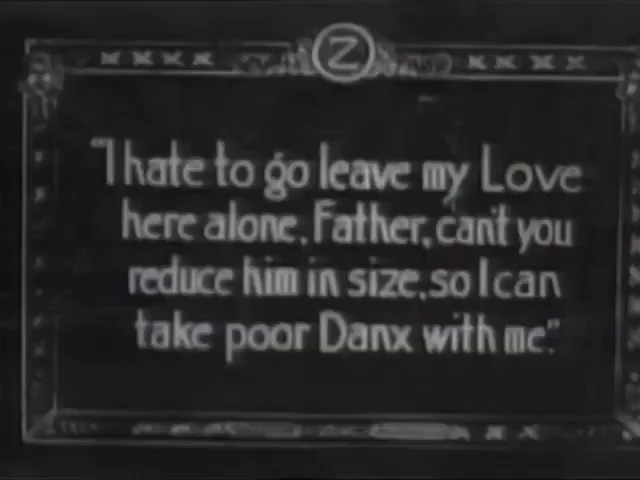 Z
"I hate to go leave my Love
here alone. Father, can't you
reduce him in size, so I can
take poor Danx with me."